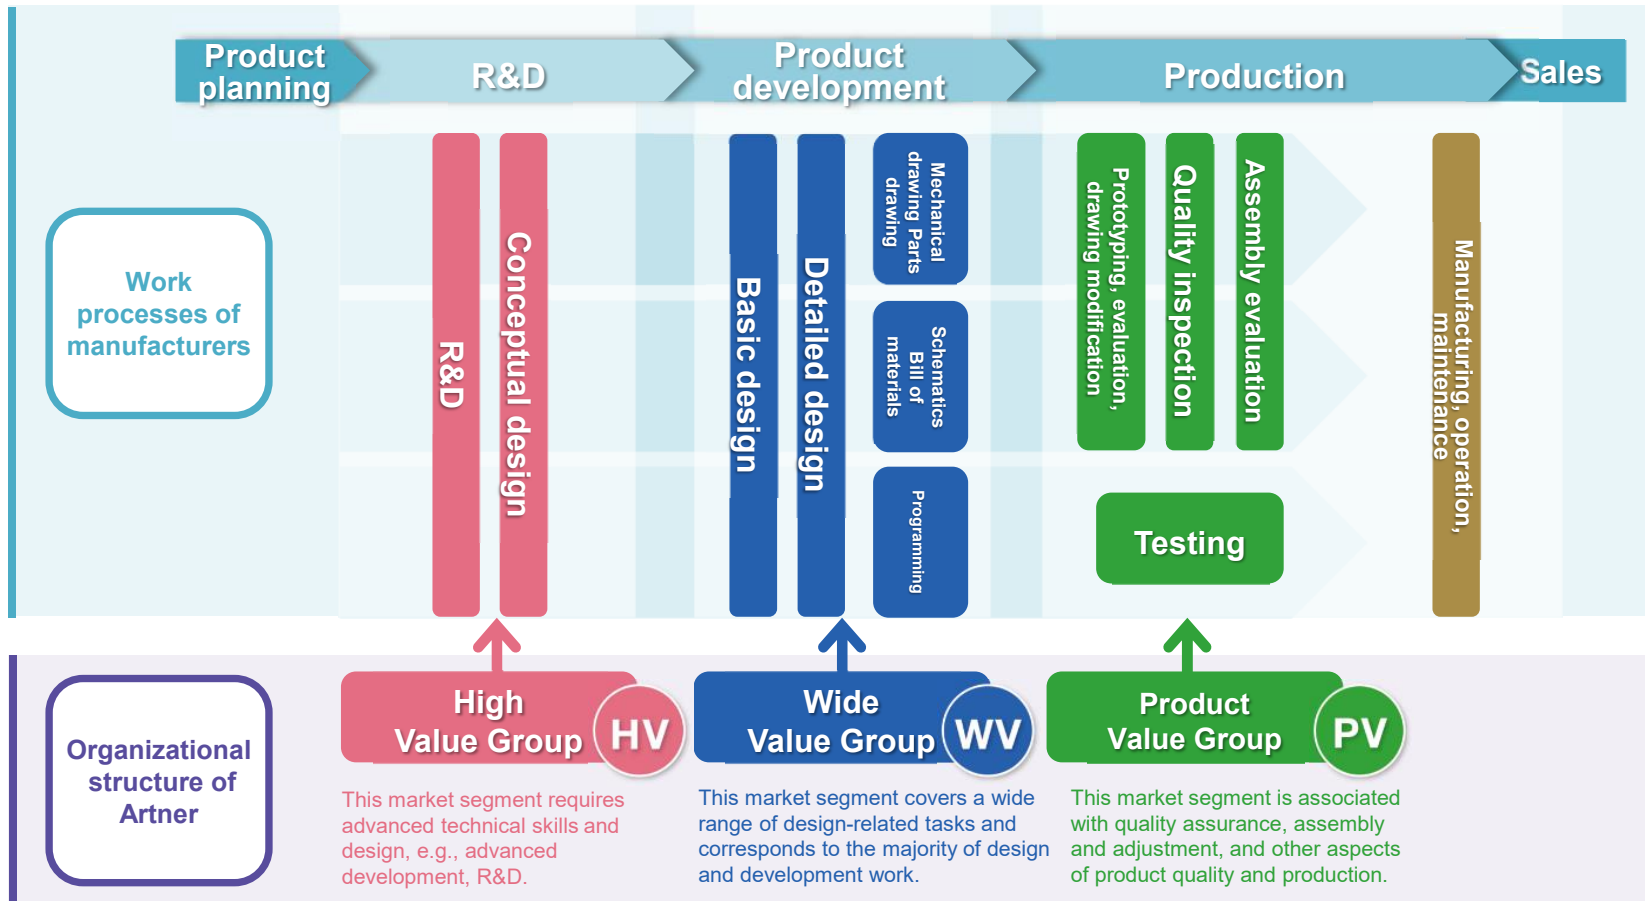 Product
planning
R&D
Product
development
Production
Sales
Work
processes of
manufacturers
R&D
Conceptual design
Basic design
Detailed design
Mechanical
drawing Parts
drawing
Schematics
Bill of
materials
Programming
Prototyping, evaluation,
drawing modification
Quality inspection
Assembly evaluation
Testing
Manufacturing, operation,
maintenance
Organizational
structure of
Artner
High
Value Group
HV
This market segment requires
advanced technical skills and
design, e.g., advanced
development, R&D.
Wide
Value Group
WV
This market segment covers a wide
range of design-related tasks and
corresponds to the majority of design
and development work.
Product
Value Group
PV
This market segment is associated
with quality assurance, assembly
and adjustment, and other aspects
of product quality and production.